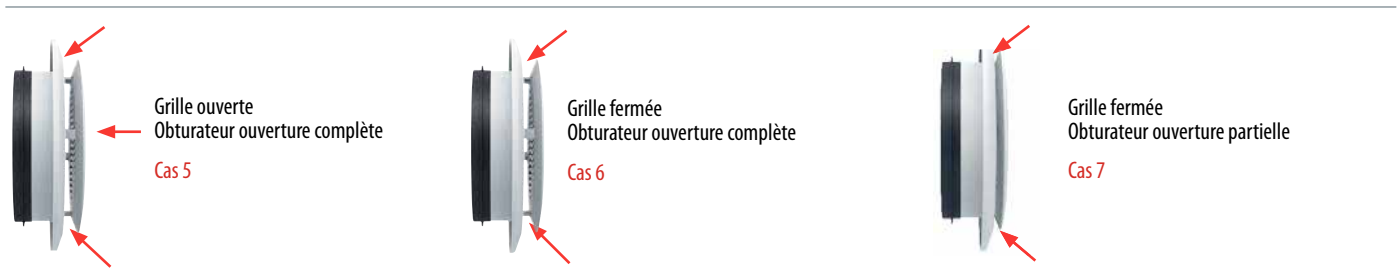 Grille ouverte
Obturateur ouverture complète
Cas 5
Grille fermée
Obturateur ouverture complète
Cas 6
Grille fermée
Obturateur ouverture partielle
Cas 7